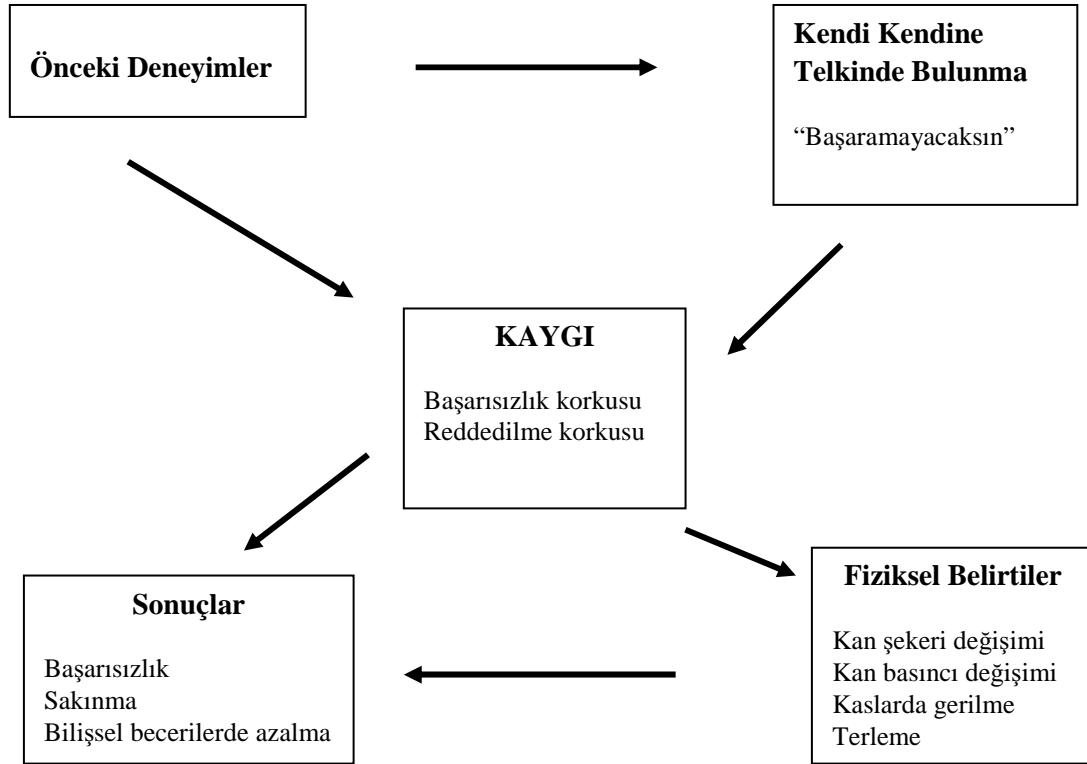 Önceki Deneyimler
Kendi Kendine
Telkinde Bulunma
“Başaramayacaksın”
KAYGI
Başarısızlık korkusu
Reddedilme korkusu
Sonuçlar
Başarısızlık
Sakınma
Bilişsel becerilerde azalma
Fiziksel Belirtiler
Kan şekeri değişimi
Kan basıncı değişimi
Kaslarda gerilme
Terleme